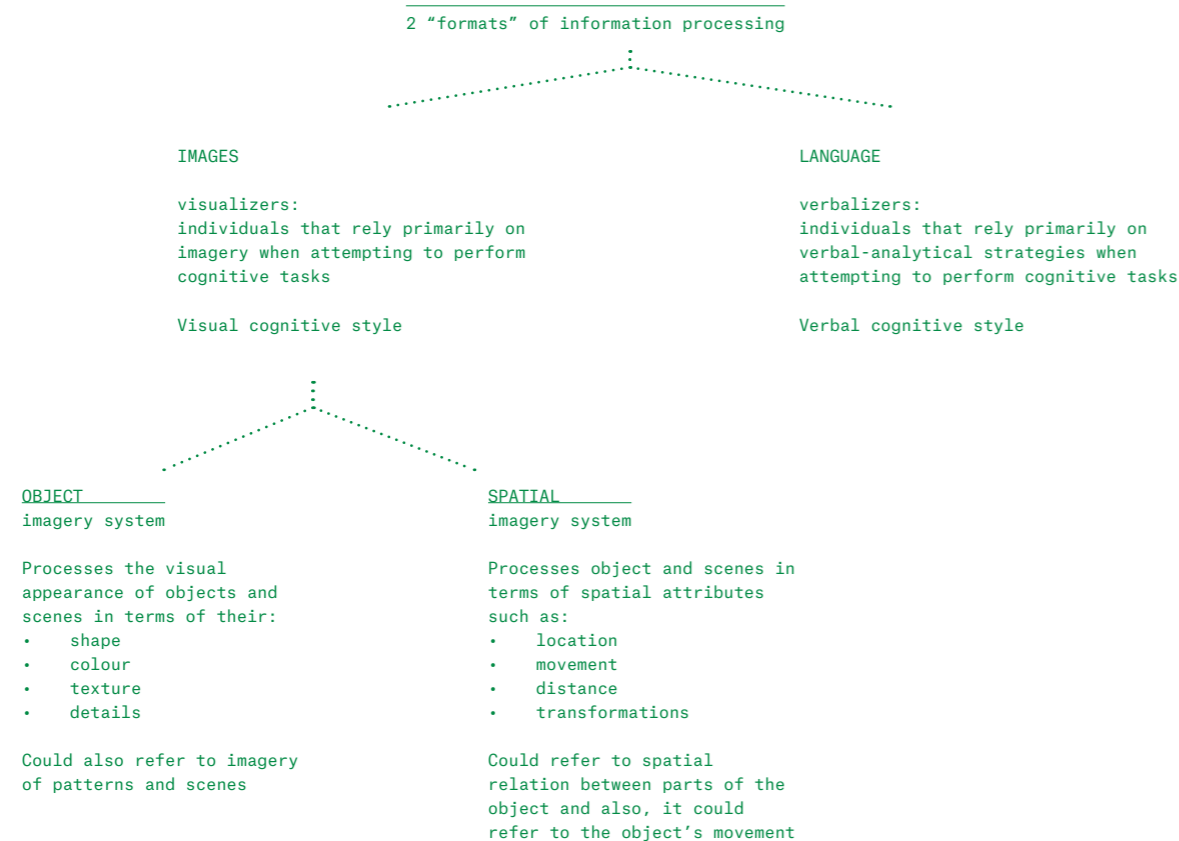 2 “formats” of information processing
IMAGES
visualizers:
individuals that rely primarily on
imagery when attempting to perform
cognitive tasks
Visual cognitive style
LANGUAGE
verbalizers:
individuals that rely primarily on
verbal-analytical strategies when
attempting to perform cognitive tasks
Verbal cognitive style
OBJECT
imagery system
Processes the visual
appearance of objects and
scenes in terms of their:
• shape
• colour
• texture
• details
Could also refer to imagery
of patterns and scenes
SPATIAL
imagery system
Processes object and scenes in
terms of spatial attributes
such as:
• location
• movement
• distance
• transformations
Could refer to spatial
relation between parts of the
object and also, it could
refer to the object’s movement